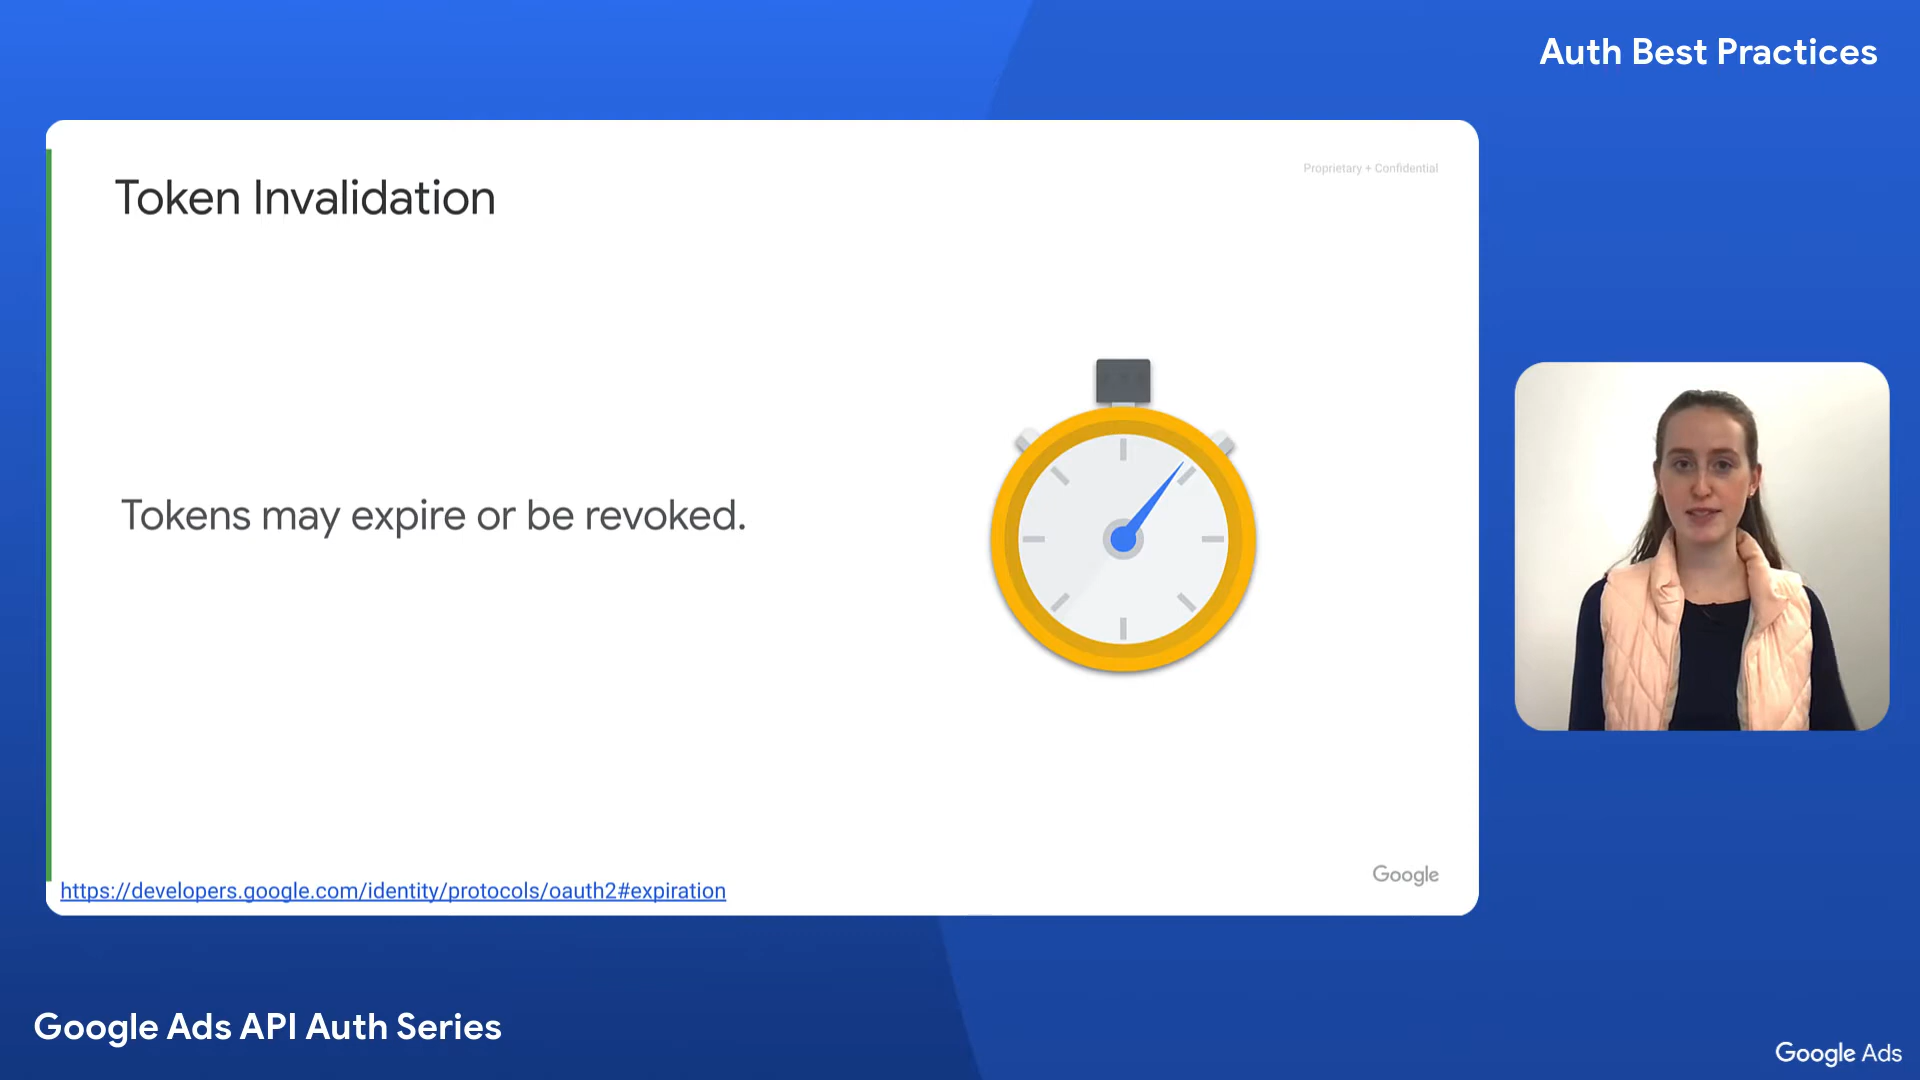 Auth Best Practices
Proprietary + Confidential
Token Invalidation
Tokens may expire or be revoked.
Google
https://developers.google.com/identity/protocols/oauth2#expiration
Google Ads API Auth Series
Google Ads